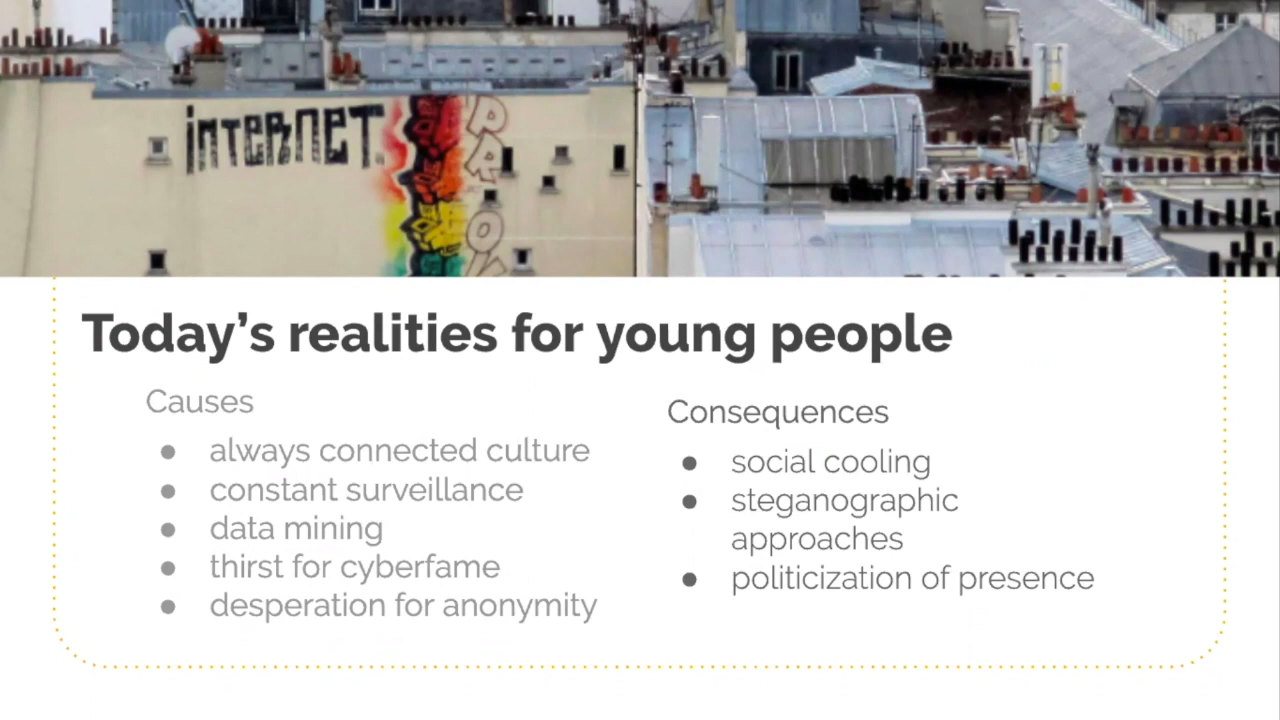 INTERNET
Today's realities for young people
Causes
● always connected culture
● constant surveillance
● data mining
● thirst for cyberfame
● desperation for anonymity
Consequences
● social cooling
● steganographic
approaches
● politicization of presence